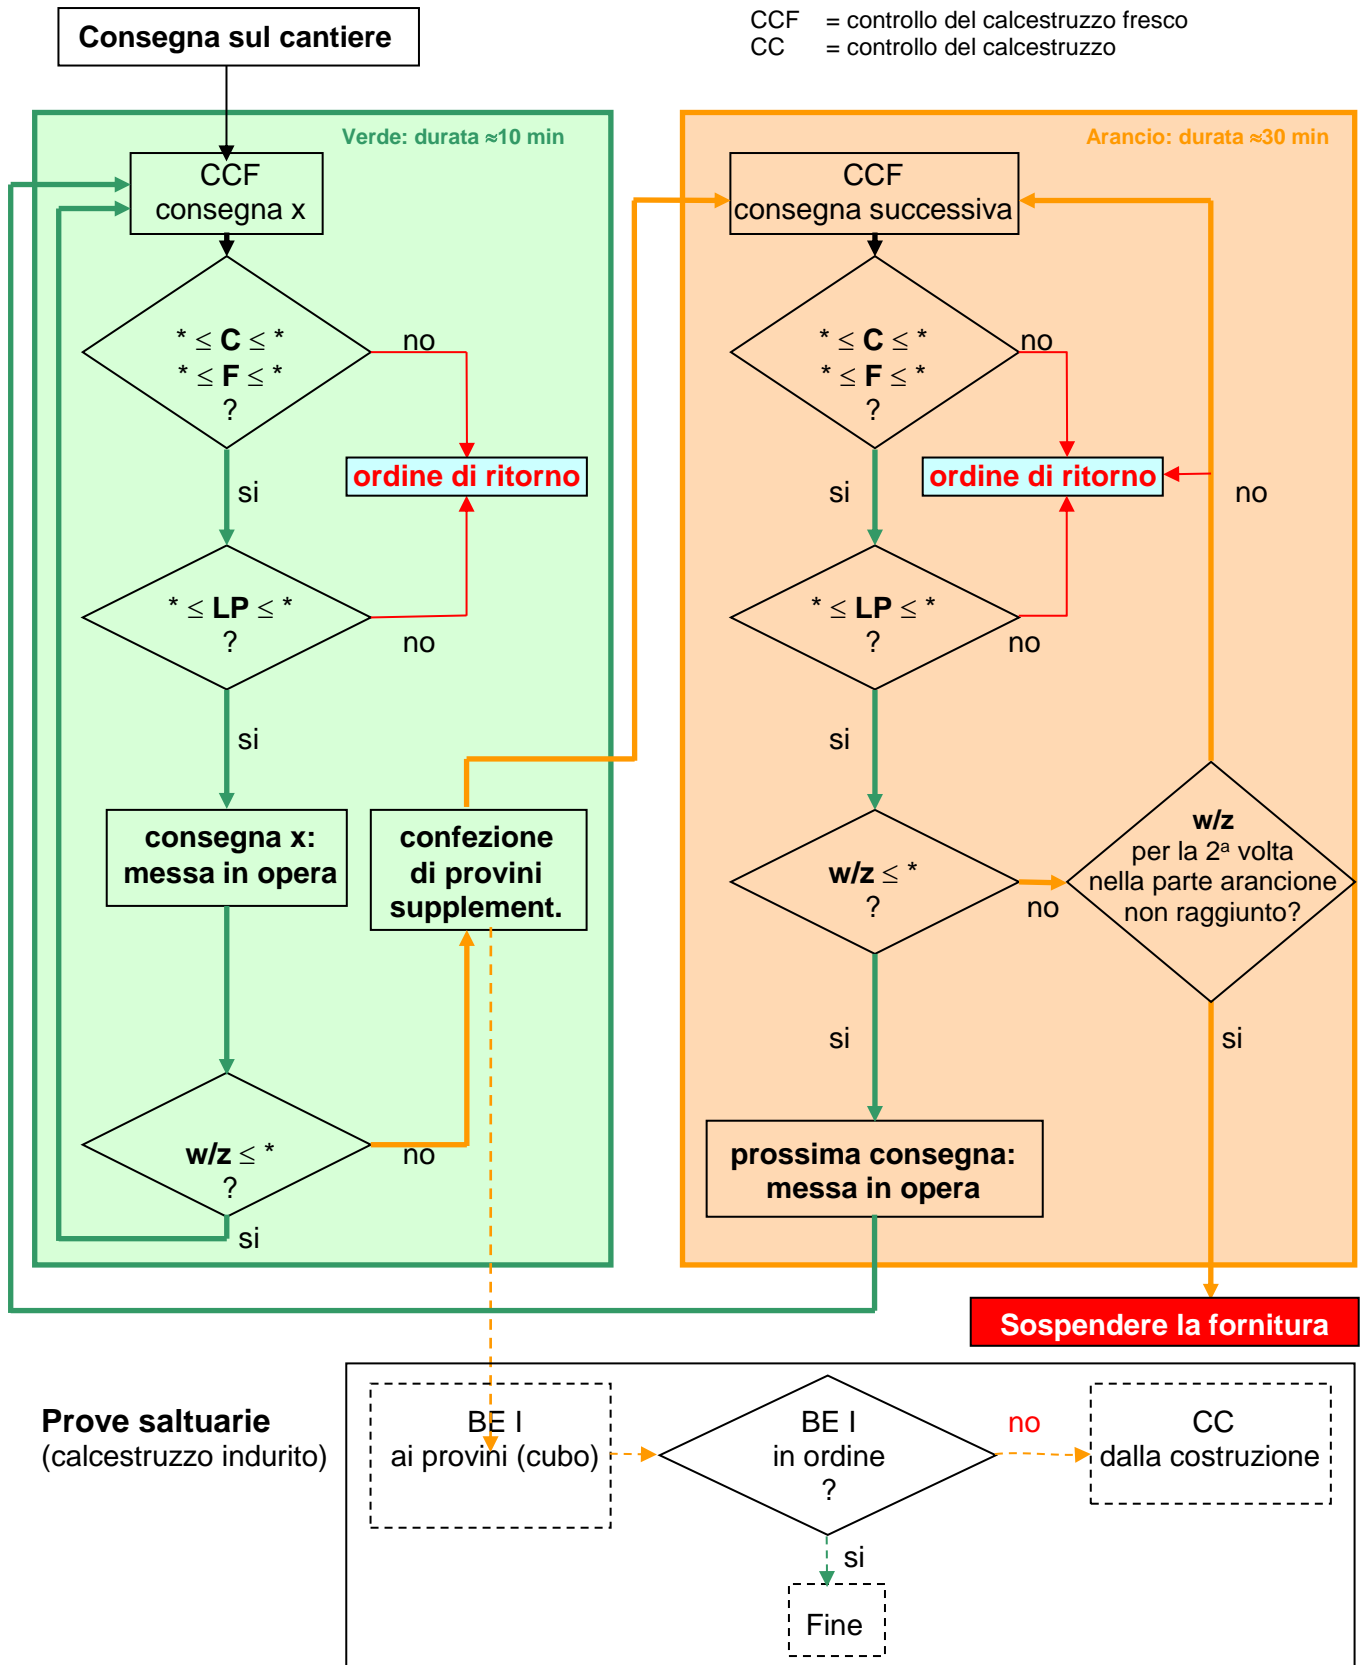 CCF = controllo del calcestruzzo fresco
CC = controllo del calcestruzzo
Consegna sul cantiere
Verde: durata ≈10 min
CCF
consegna x
* ≤ C ≤ *
* ≤ F ≤ *
?
no
si
ordine di ritorno
* ≤ LP ≤ *
?
no
si
consegna x:
messa in opera
confezione
di provini
supplement.
w/z ≤ *
?
no
si
Arancio: durata ≈30 min
CCF
consegna successiva
* ≤ C ≤ *
* ≤ F ≤ *
?
no
si
ordine di ritorno
no
* ≤ LP ≤ *
?
no
si
w/z ≤ *
?
no
w/z
per la 2ª volta
nella parte arancione
non raggiunto?
si
si
prossima consegna:
messa in opera
Sospendere la fornitura
Prove saltuarie
(calcestruzzo indurito)
BE I
ai provini (cubo)
BE I
in ordine
?
no
CC
dalla costruzione
si
Fine